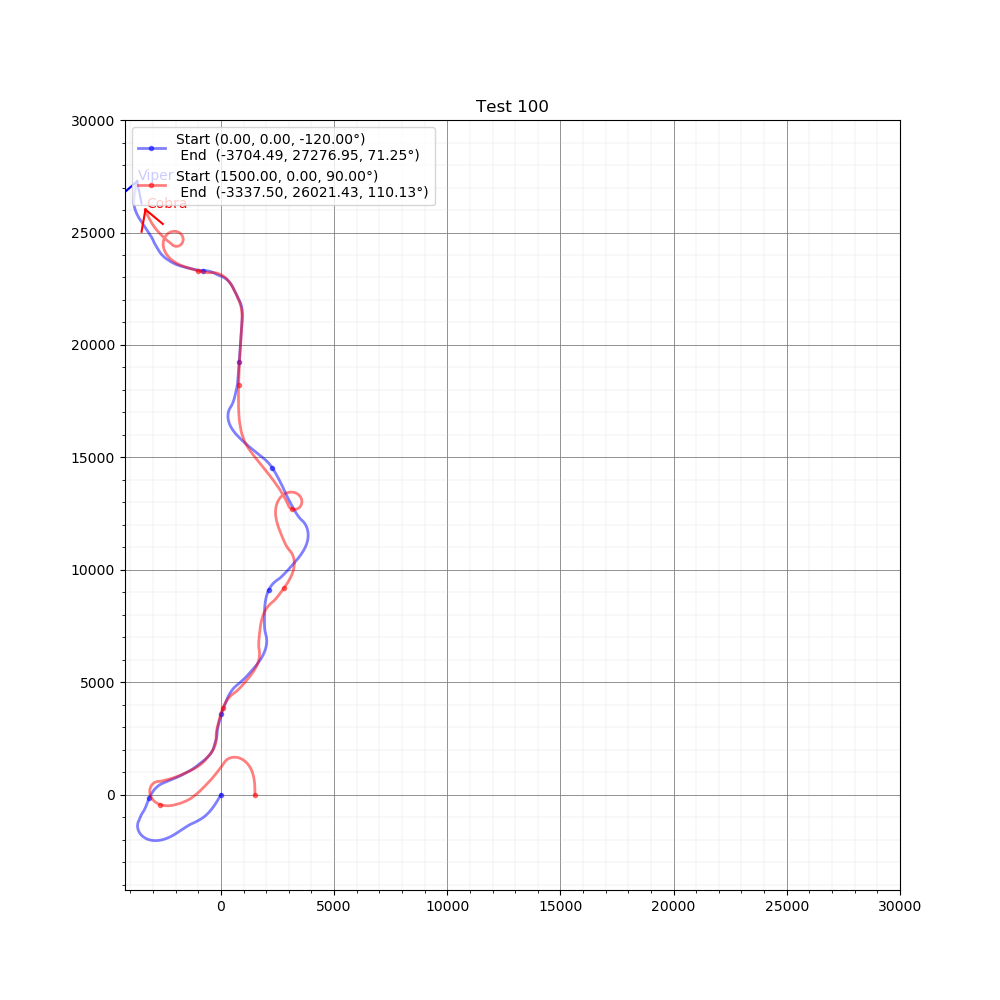 Test 100
30000
Start (0.00, 0.00, -120.00°)
End (-3704.49, 27276.95, 71.25°)
Viper
Start (1500.00, 0.00, 90.00°)
End (-3337.50, 26021.43, 110.13°)
Cobra
25000
20000
15000
10000
5000
0
0 5000 10000 15000 20000 25000 30000